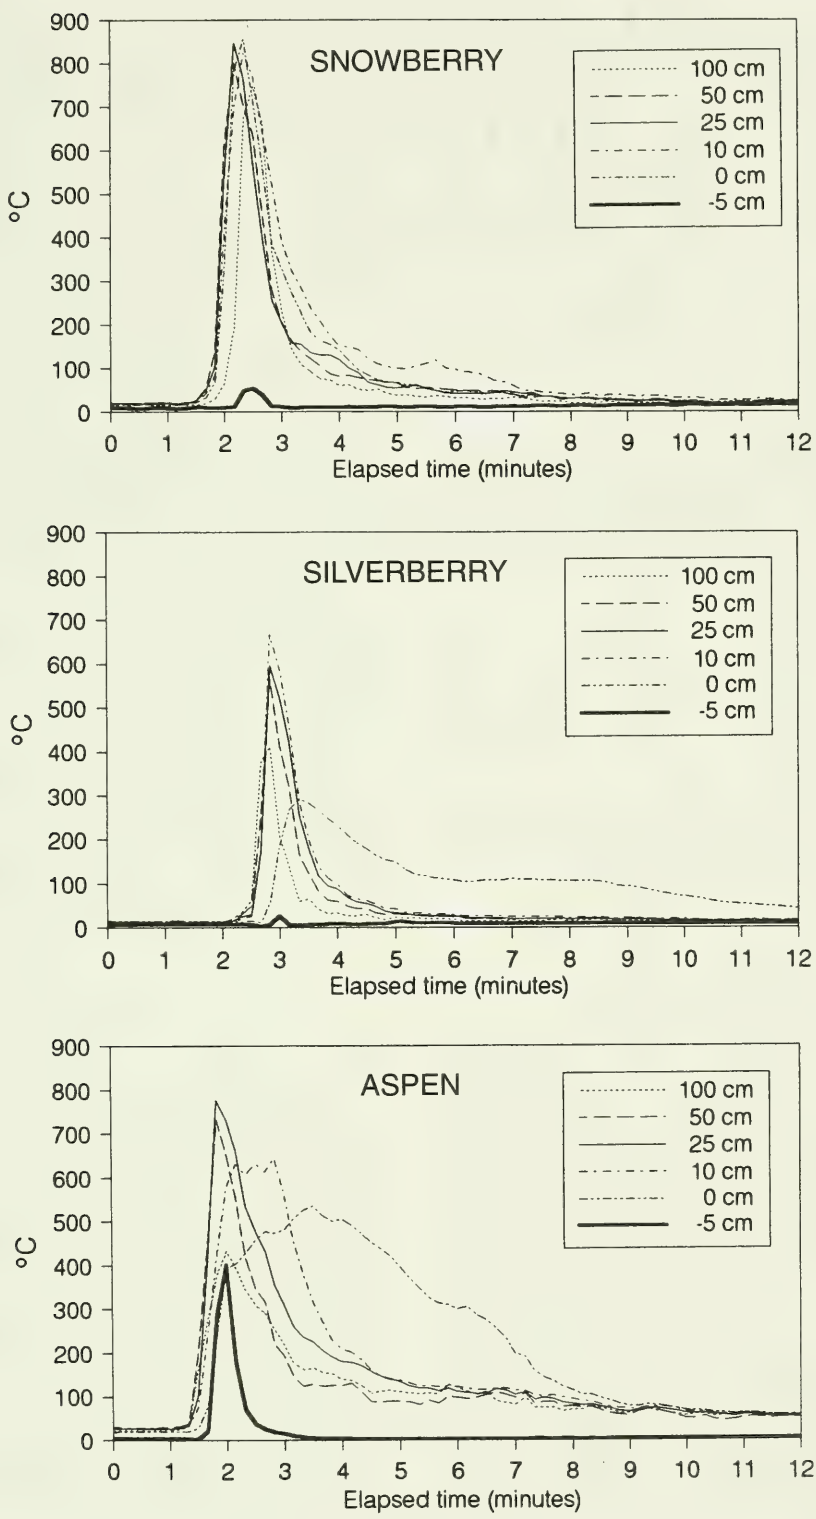 SNOWBERRY
900
800
700
600
500
400
300
200
100
0
°C
100 cm
50 cm
25 cm
10 cm
0 cm
-5 cm
0 1 2 3 4 5 6 7 8 9 10 11 12
Elapsed time (minutes)
SILVERBERRY
900
800
700
600
500
400
300
200
100
0
°C
100 cm
50 cm
25 cm
10 cm
0 cm
-5 cm
0 1 2 3 4 5 6 7 8 9 10 11 12
Elapsed time (minutes)
ASPEN
900
800
700
600
500
400
300
200
100
0
°C
100 cm
50 cm
25 cm
10 cm
0 cm
-5 cm
0 1 2 3 4 5 6 7 8 9 10 11 12
Elapsed time (minutes)